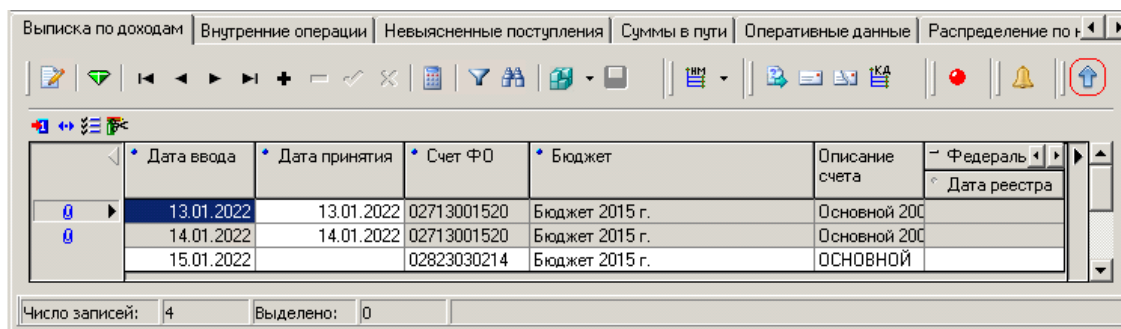 Выписка по доходам Внутренние операции Невыясненные поступления Суммы в пути Оперативные данные Распределение по
НМ КД
Дата ввода Дата принятия Счет ФО Бюджет Описание счета Федераль
Дата реестра
13.01.2022 13.01.2022 02713001520 Бюджет 2015 г. Основной 200
14.01.2022 14.01.2022 02713001520 Бюджет 2015 г. Основной 200
15.01.2022 02823030214 Бюджет 2015 г. ОСНОВНОЙ
Число записей: 4 Выделено: 0